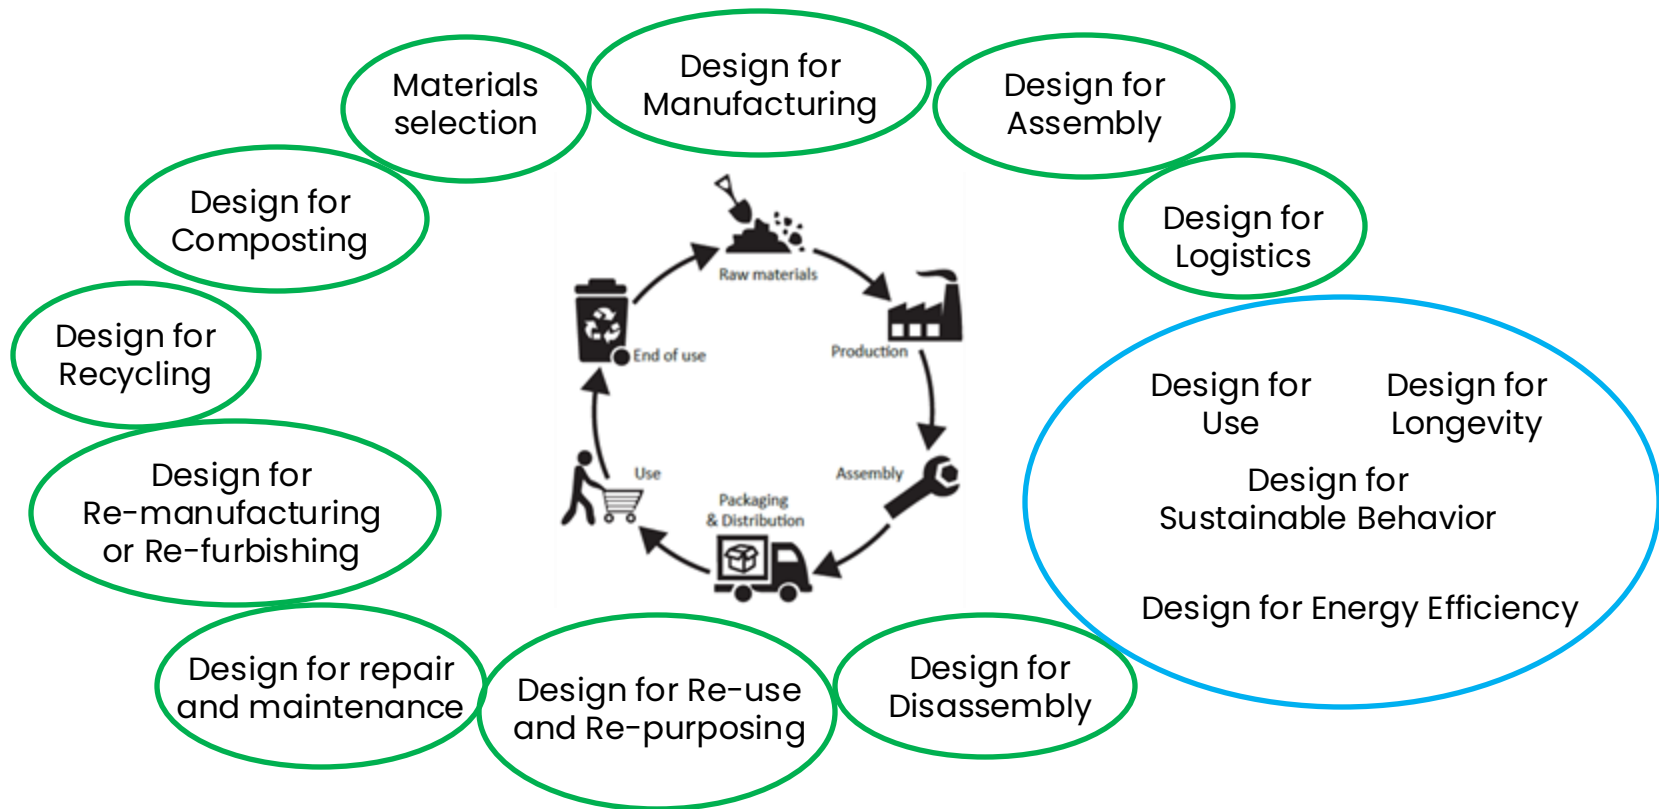 Materials
selection
Design for
Manufacturing
Design for
Assembly
Design for
Logistics
Design for
Use
Design for
Longevity
Design for
Sustainable Behavior
Design for Energy Efficiency
Design for
Disassembly
Design for Re-use
and Re-purposing
Design for repair
and maintenance
Design for
Re-manufacturing
or Re-furbishing
Design for
Recycling
Design for
Composting
Raw materials
Production
Assembly
Packaging
& Distribution
Use
End of use